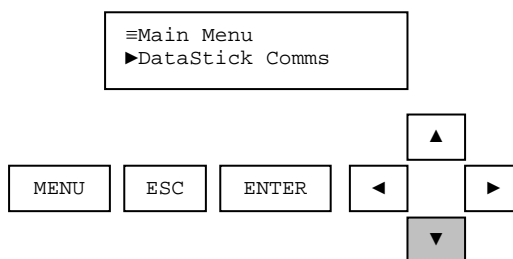 ≡Main Menu
►DataStick Comms
▲
MENU ESC ENTER ◄ ►
▼